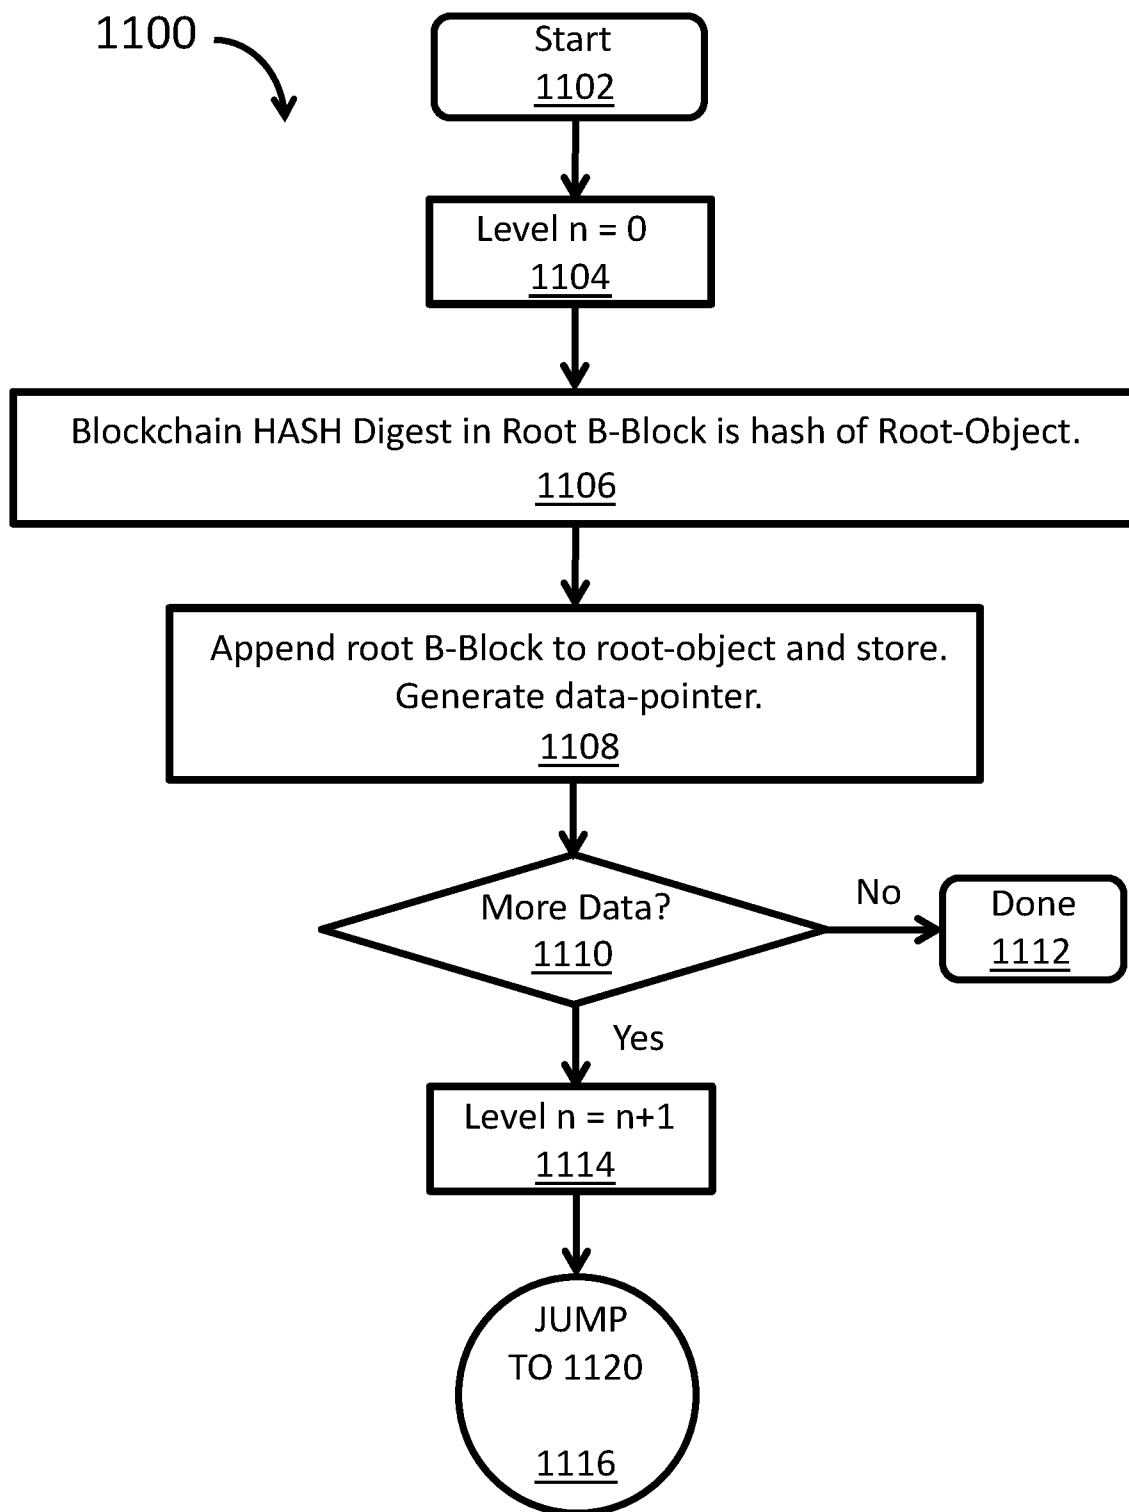 1100
Start
1102
Level n = 0
1104
Blockchain HASH Digest in Root B-Block is hash of Root-Object.
1106
Append root B-Block to root-object and store.
Generate data-pointer.
1108
More Data?
1110
No
Done
1112
Yes
Level n = n+1
1114
JUMP
TO 1120
1116